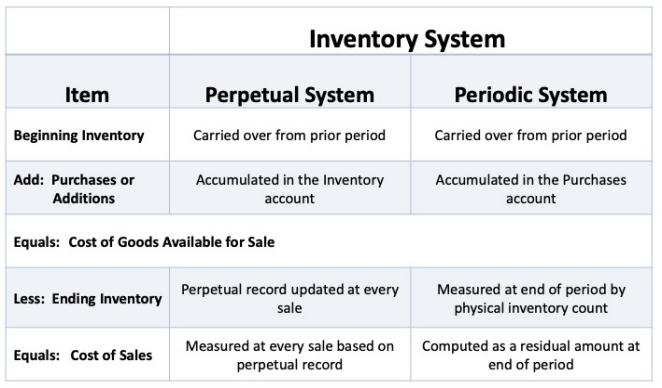 Inventory System
Item
Perpetual System
Periodic System
Beginning Inventory
Carried over from prior period
Carried over from prior period
Add: Purchases or
Additions
Accumulated in the Inventory
account
Accumulated in the Purchases
account
Equals: Cost of Goods Available for Sale
Less: Ending Inventory
Perpetual record updated at every
sale
Measured at end of period by
physical inventory count
Equals: Cost of Sales
Measured at every sale based on
perpetual record
Computed as a residual amount at
end of period